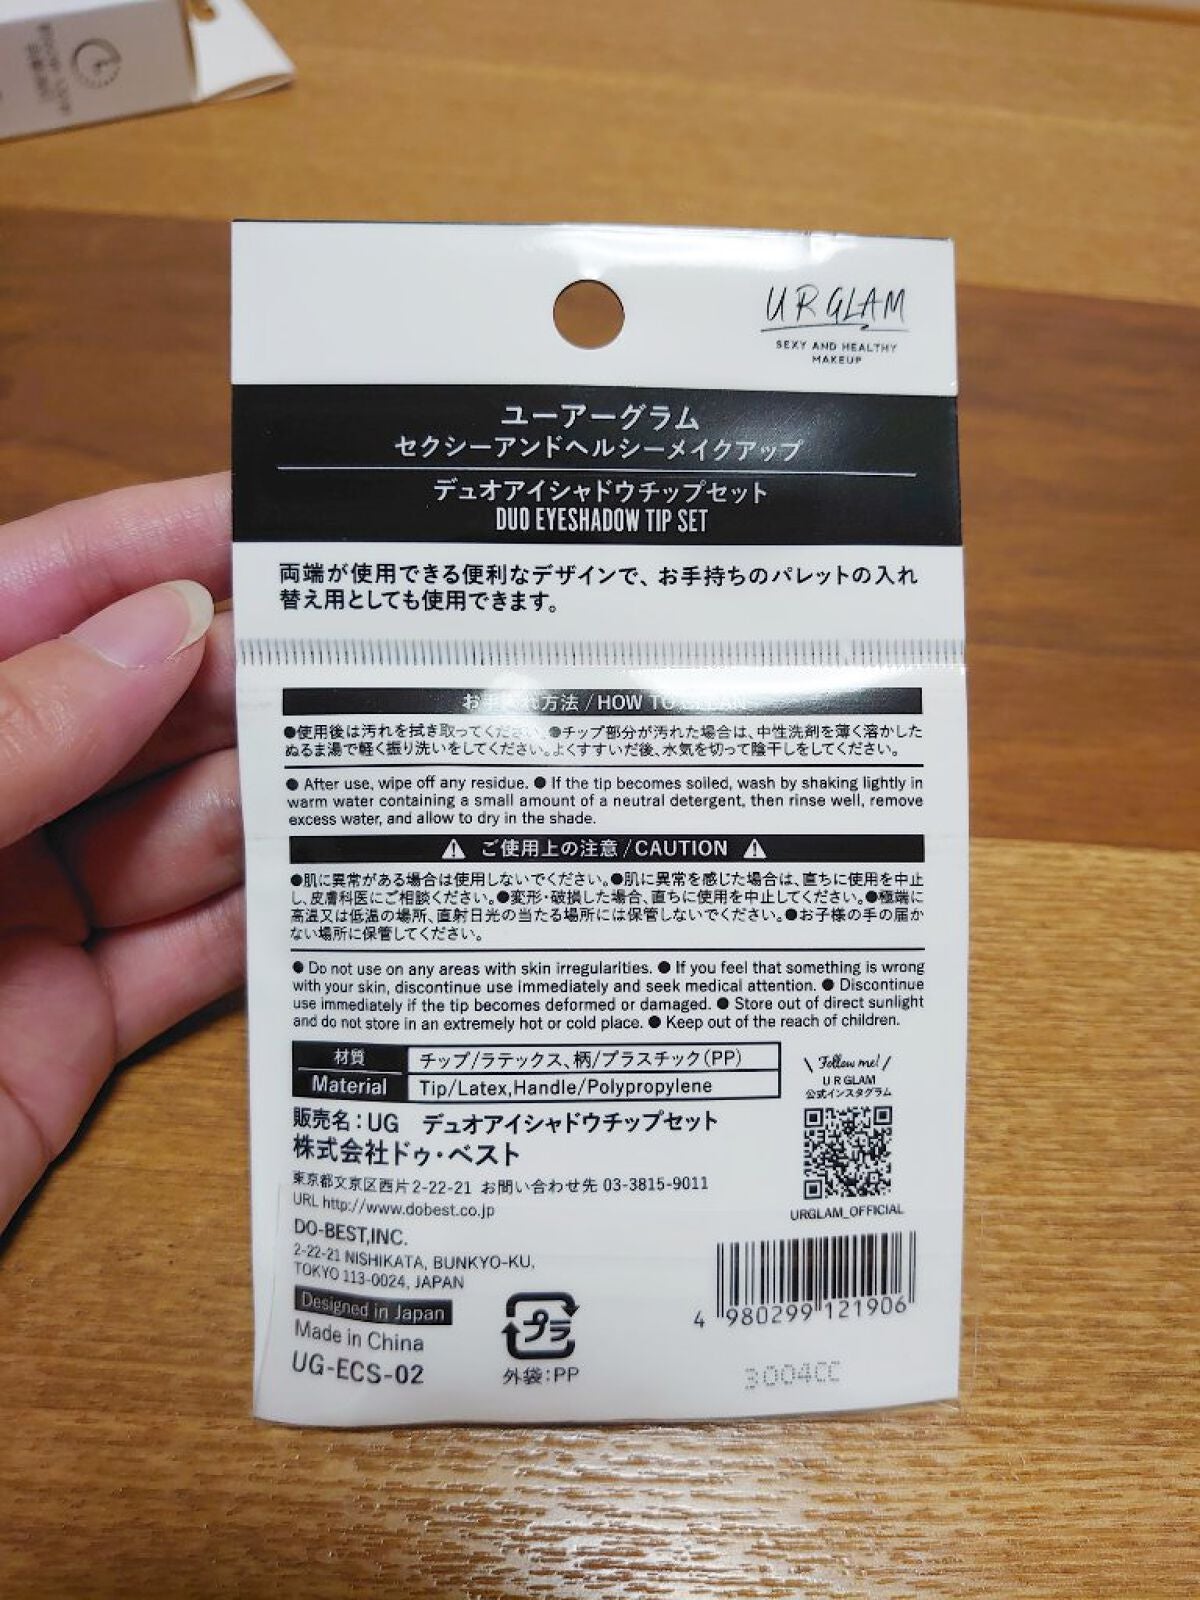 UR GLAM
SEXY AND HEALTHY
MAKEUP
ユーアーグラム
セクシーアンドヘルシーメイクアップ
デュオアイシャドウチップセット
DUO EYESHADOW TIP SET
両端が使用できる便利なデザインで、お手持ちのパレットの入れ
替え用としても使用できます。
お手入れ方法 /HOW TO CLEAN
●使用後は汚れを拭き取ってください。●チップ部分が汚れた場合は、中性洗剤を薄く溶かした
ぬるま湯で軽く振り洗いをしてください。よくすすいだ後、水気を切って陰干しをしてください。
● After use, wipe off any residue. ● If the tip becomes soiled, wash by shaking lightly in
warm water containing a small amount of a neutral detergent, then rinse well, remove
excess water, and allow to dry in the shade.
⚠ ご使用上の注意/CAUTION ⚠
●肌に異常がある場合は使用しないでください。●肌に異常を感じた場合は、直ちに使用を中止
し、皮膚科医にご相談ください。●変形・破損した場合、直ちに使用を中止してください。●極端に
高温又は低温の場所、直射日光の当たる場所には保管しないでください。●お子様の手の届か
ない場所に保管してください。
● Do not use on any areas with skin irregularities. ● If you feel that something is wrong
with your skin, discontinue use immediately and seek medical attention. ● Discontinue
use immediately if the tip becomes deformed or damaged. ● Store out of direct sunlight
and do not store in an extremely hot or cold place. ● Keep out of the reach of children.
材質 チップ/ラテックス、柄/プラスチック(PP)
Material Tip/Latex,Handle/Polypropylene
\ Follow me! /
UR GLAM
公式インスタグラム
URGLAM_OFFICIAL
販売名：UG デュオアイシャドウチップセット
株式会社ドゥ・ベスト
東京都文京区西片2-22-21 お問い合わせ先 03-3815-9011
URL http://www.dobest.co.jp
DO-BEST,INC.
2-22-21 NISHIKATA, BUNKYO-KU,
TOKYO 113-0024, JAPAN
Designed in Japan
Made in China
UG-ECS-02
プラ
外袋：PP
4 980299 121906
3004CC